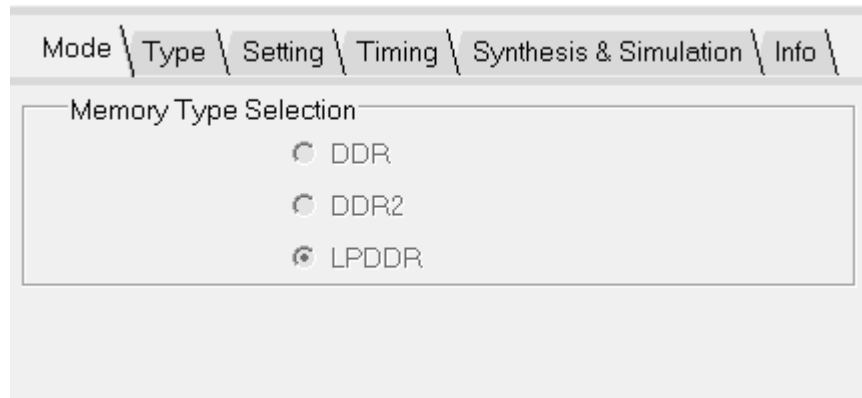 Mode Type Setting Timing Synthesis & Simulation Info
Memory Type Selection
DDR
DDR2
LPDDR